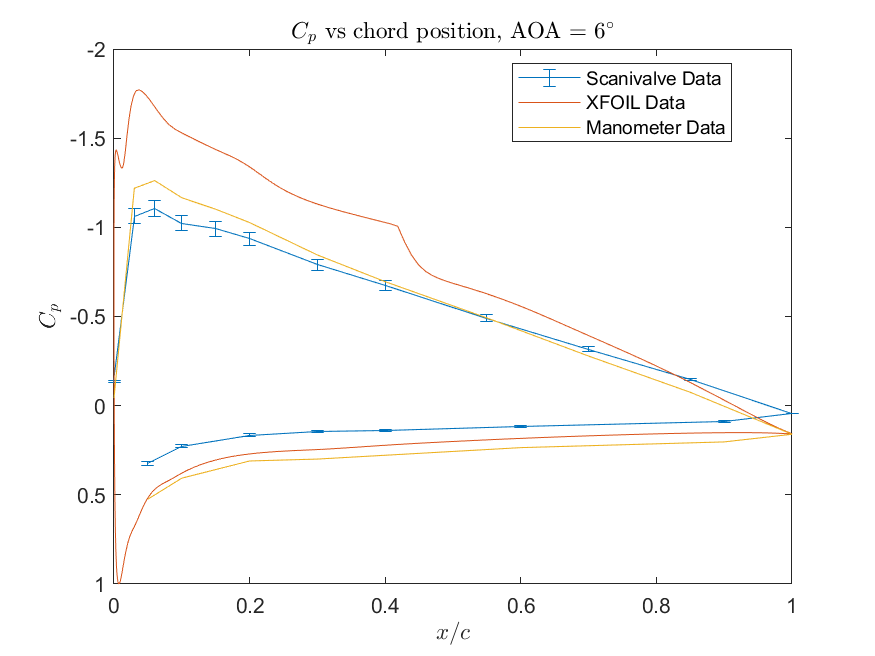 C_p vs chord position, AOA = 6°
Scanivalve Data
XFOIL Data
Manometer Data
-2
-1.5
-1
-0.5
0
0.5
1
C_p
0
0.2
0.4
0.6
0.8
1
x/c